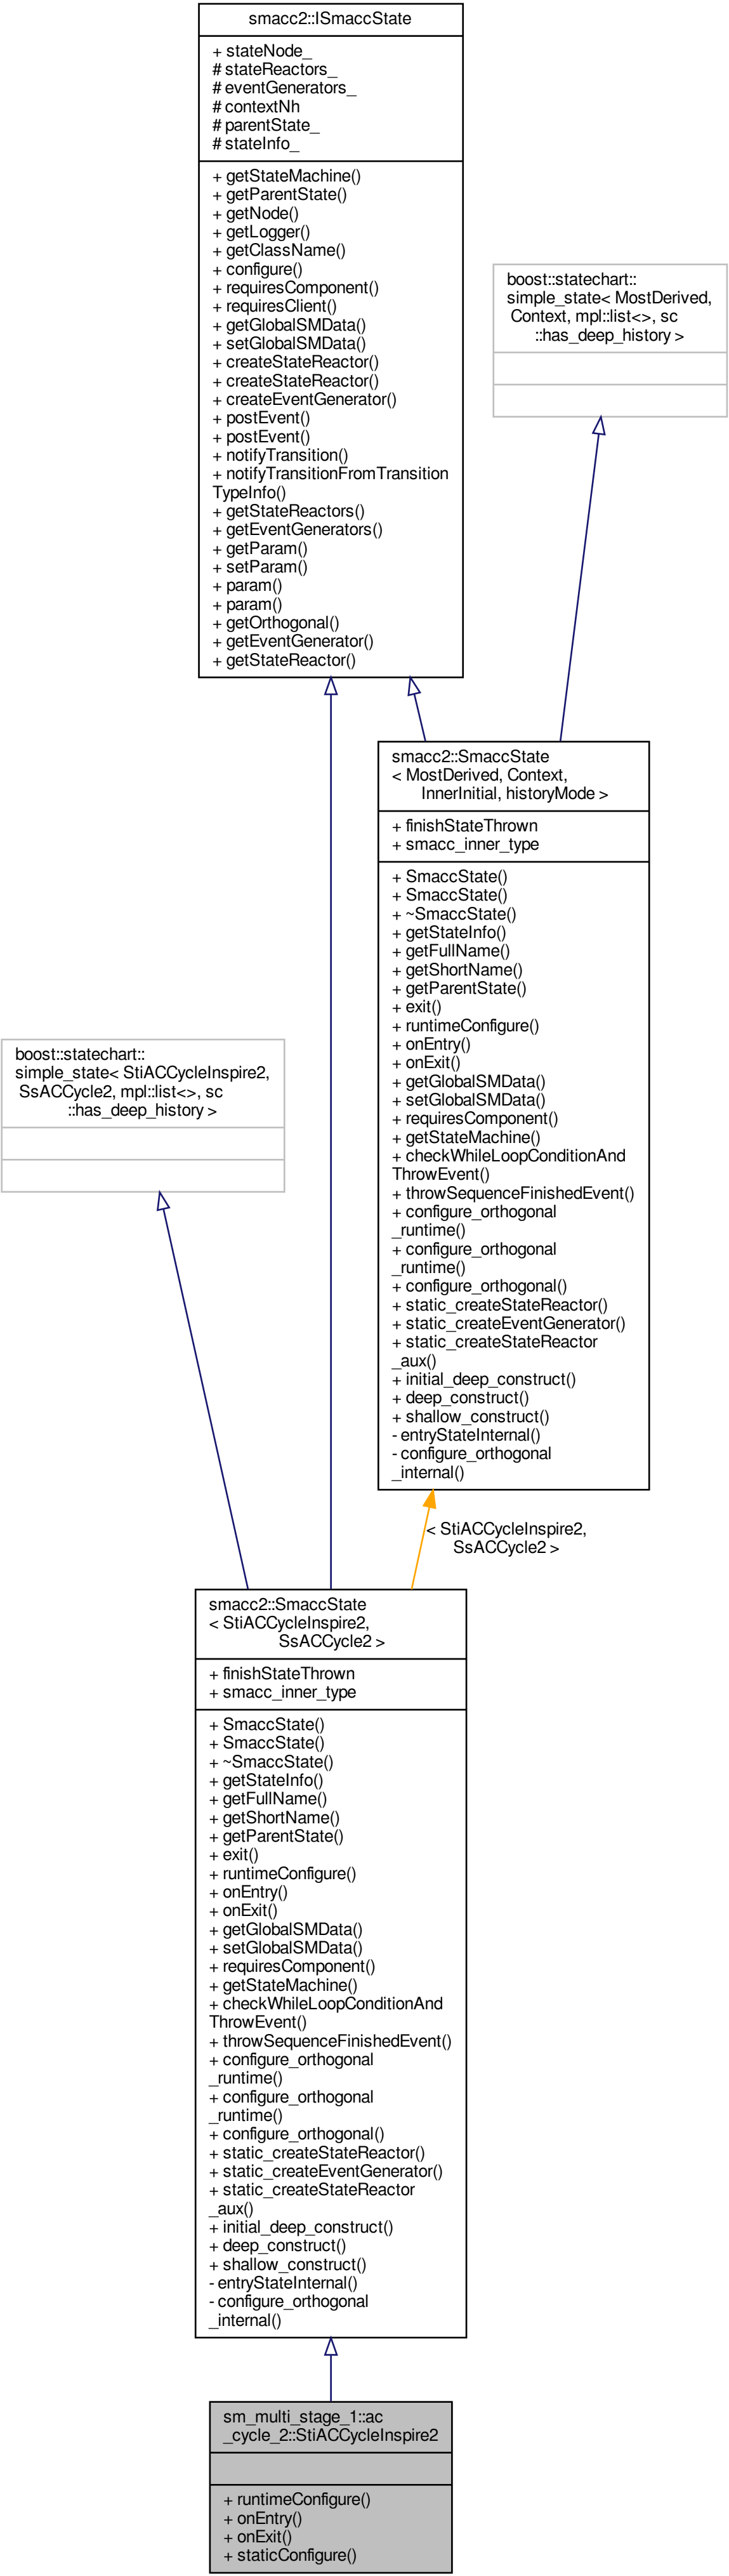 smacc2::ISmaccState
+ stateNode_
# stateReactors_
# eventGenerators_
# contextNh
# parentState_
# stateInfo_
+ getStateMachine()
+ getParentState()
+ getNode()
+ getLogger()
+ getClassName()
+ configure()
+ requiresComponent()
+ requiresClient()
+ getGlobalSMData()
+ setGlobalSMData()
+ createStateReactor()
+ createStateReactor()
+ createEventGenerator()
+ postEvent()
+ postEvent()
+ notifyTransition()
+ notifyTransitionFromTransition
TypeInfo()
+ getStateReactors()
+ getEventGenerators()
+ getParam()
+ setParam()
+ param()
+ param()
+ getOrthogonal()
+ getEventGenerator()
+ getStateReactor()
boost::statechart::
simple_state< MostDerived,
Context, mpl::list<>, sc
::has_deep_history >
smacc2::SmaccState
< MostDerived, Context,
InnerInitial, historyMode >
+ finishStateThrown
+ smacc_inner_type
+ SmaccState()
+ SmaccState()
+ ~SmaccState()
+ getStateInfo()
+ getFullName()
+ getShortName()
+ getParentState()
+ exit()
+ runtimeConfigure()
+ onEntry()
+ onExit()
+ getGlobalSMData()
+ setGlobalSMData()
+ requiresComponent()
+ getStateMachine()
+ checkWhileLoopConditionAnd
ThrowEvent()
+ throwSequenceFinishedEvent()
+ configure_orthogonal
_runtime()
+ configure_orthogonal
_runtime()
+ configure_orthogonal()
+ static_createStateReactor()
+ static_createEventGenerator()
+ static_createStateReactor
_aux()
+ initial_deep_construct()
+ deep_construct()
+ shallow_construct()
- entryStateInternal()
- configure_orthogonal
_internal()
boost::statechart::
simple_state< StiACCycleInspire2,
SsACCycle2, mpl::list<>, sc
::has_deep_history >
< StiACCycleInspire2,
SsACCycle2 >
smacc2::SmaccState
< StiACCycleInspire2,
SsACCycle2 >
+ finishStateThrown
+ smacc_inner_type
+ SmaccState()
+ SmaccState()
+ ~SmaccState()
+ getStateInfo()
+ getFullName()
+ getShortName()
+ getParentState()
+ exit()
+ runtimeConfigure()
+ onEntry()
+ onExit()
+ getGlobalSMData()
+ setGlobalSMData()
+ requiresComponent()
+ getStateMachine()
+ checkWhileLoopConditionAnd
ThrowEvent()
+ throwSequenceFinishedEvent()
+ configure_orthogonal
_runtime()
+ configure_orthogonal
_runtime()
+ configure_orthogonal()
+ static_createStateReactor()
+ static_createEventGenerator()
+ static_createStateReactor
_aux()
+ initial_deep_construct()
+ deep_construct()
+ shallow_construct()
- entryStateInternal()
- configure_orthogonal
_internal()
sm_multi_stage_1::ac
_cycle_2::StiACCycleInspire2
+ runtimeConfigure()
+ onEntry()
+ onExit()
+ staticConfigure()